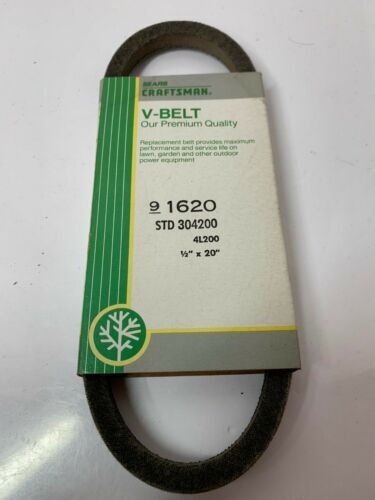 SEARS
CRAFTSMAN®
V-BELT
Our Premium Quality
Replacement belt provides maximum
performance and service life on
lawn, garden and other outdoor
power equipment
9 1620
STD 304200
4L200
½" x 20"